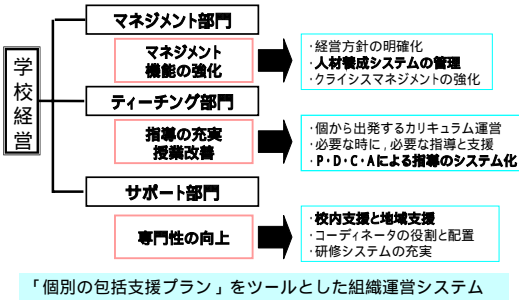 学校経営
マネジメント部門
マネジメント
機能の強化
・経営方針の明確化
・人材養成システムの管理
・クライシスマネジメントの強化
ティーチング部門
指導の充実
授業改善
・個から出発するカリキュラム運営
・必要な時に,必要な指導と支援
・P・D・C・Aによる指導のシステム化
サポート部門
専門性の向上
・校内支援と地域支援
・コーディネータの役割と配置
・研修システムの充実
「個別の包括支援プラン」をツールとした組織運営システム